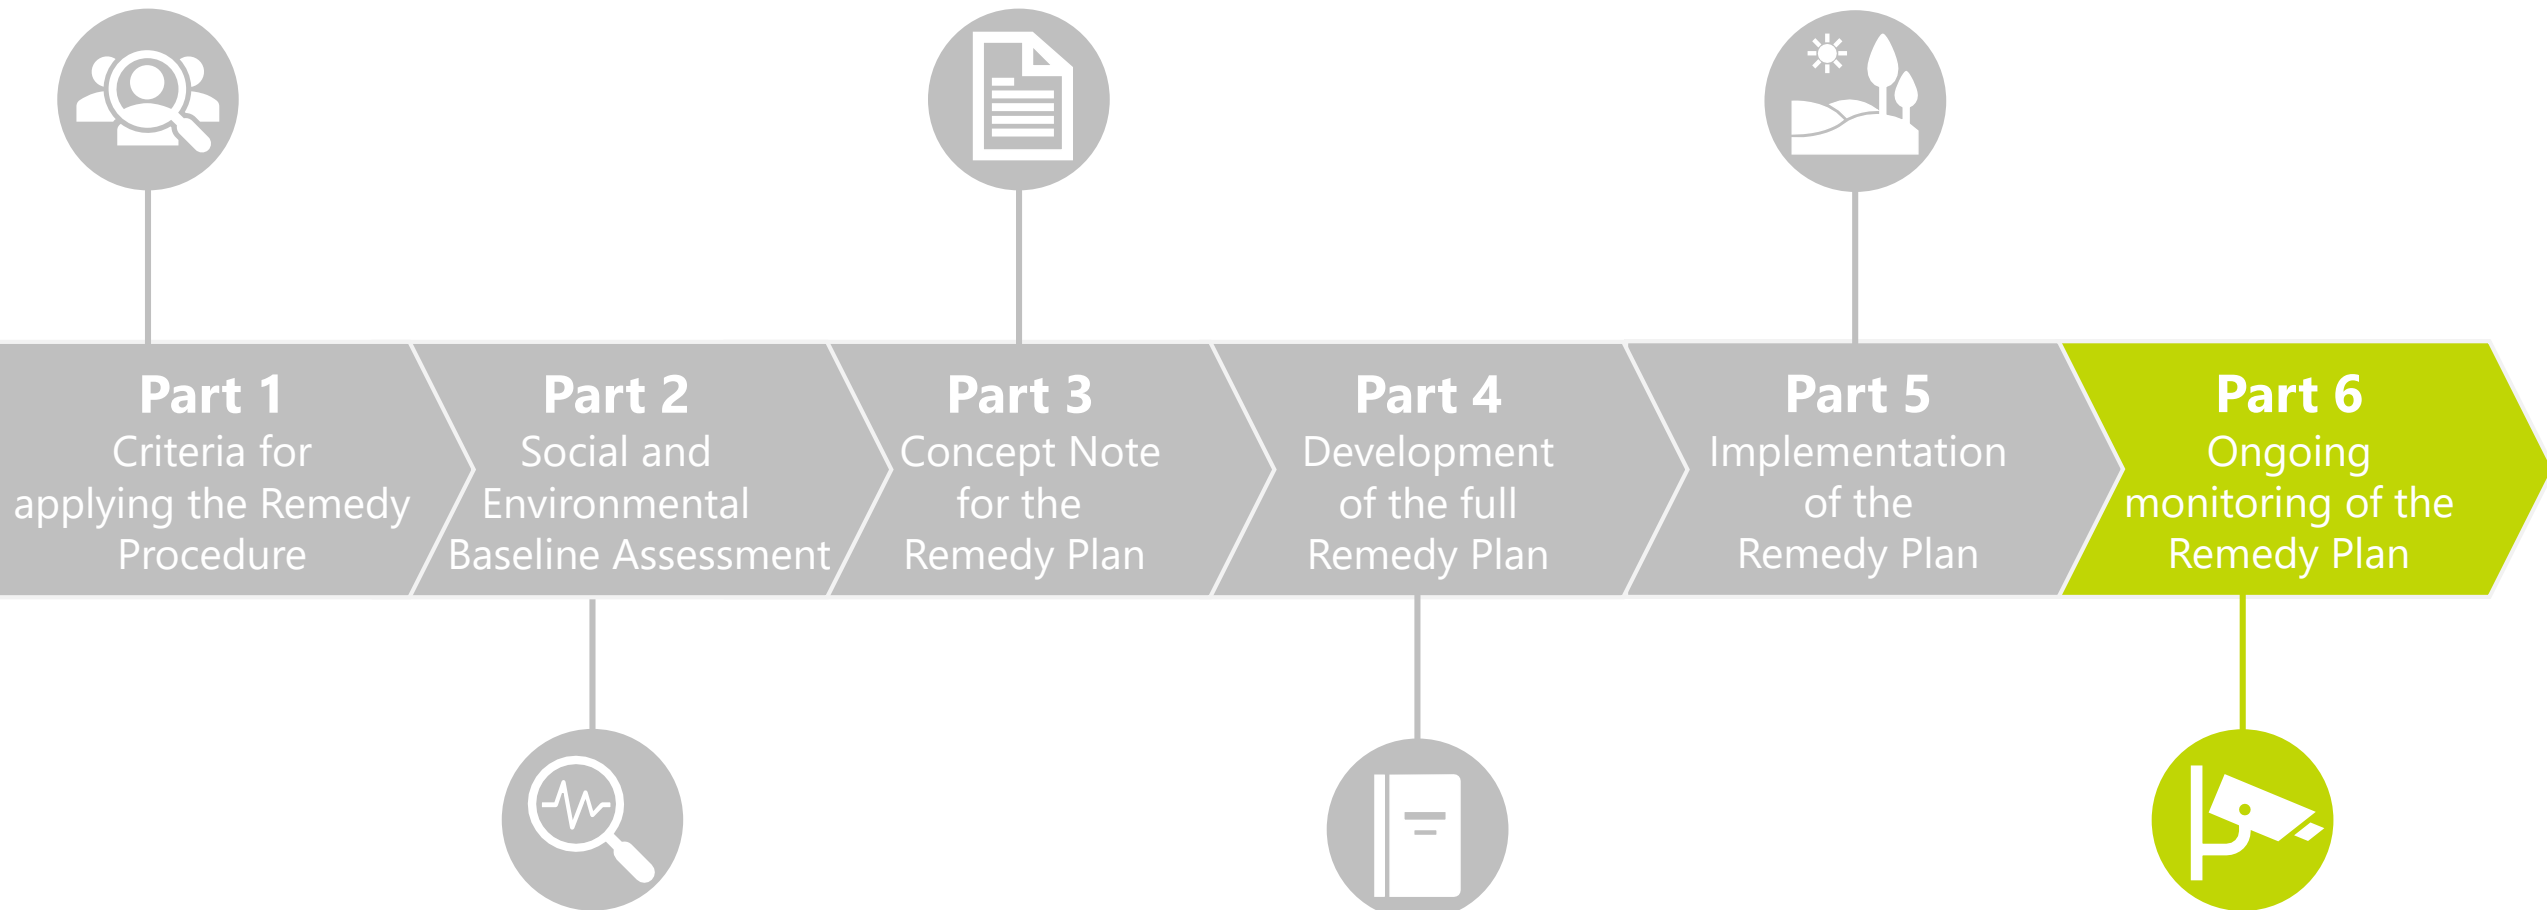 Part 1
Criteria for
applying the Remedy
Procedure
Part 2
Social and
Environmental
Baseline Assessment
Part 3
Concept Note
for the
Remedy Plan
Part 4
Development
of the full
Remedy Plan
Part 5
Implementation
of the
Remedy Plan
Part 6
Ongoing
monitoring of the
Remedy Plan